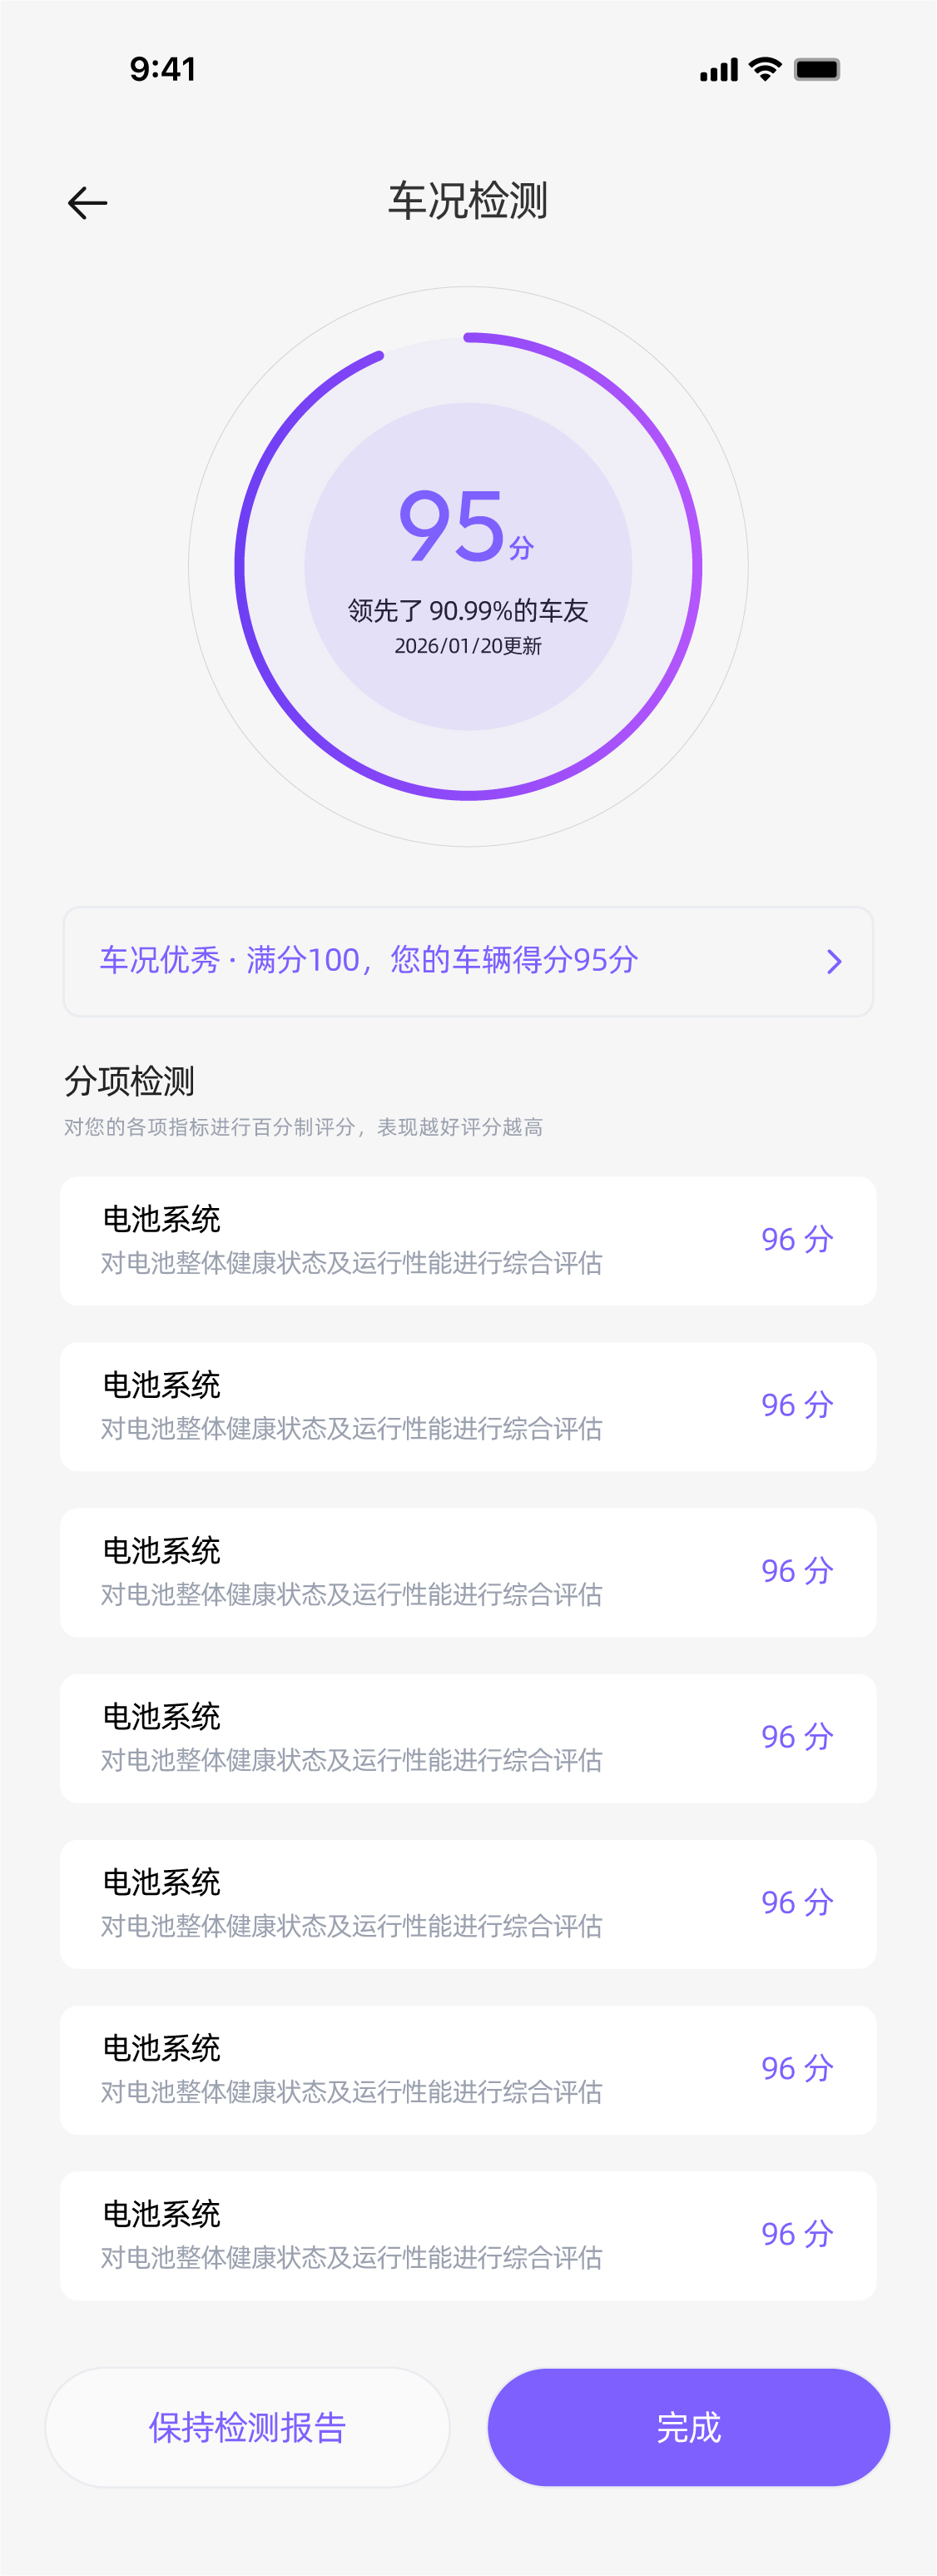 9:41
车况检测
95分
领先了 90.99%的车友
2026/01/20更新
车况优秀 · 满分100，您的车辆得分95分
分项检测
对您的各项指标进行百分制评分，表现越好评分越高
电池系统
对电池整体健康状态及运行性能进行综合评估
96 分
电池系统
对电池整体健康状态及运行性能进行综合评估
96 分
电池系统
对电池整体健康状态及运行性能进行综合评估
96 分
电池系统
对电池整体健康状态及运行性能进行综合评估
96 分
电池系统
对电池整体健康状态及运行性能进行综合评估
96 分
电池系统
对电池整体健康状态及运行性能进行综合评估
96 分
电池系统
对电池整体健康状态及运行性能进行综合评估
96 分
保持检测报告
完成